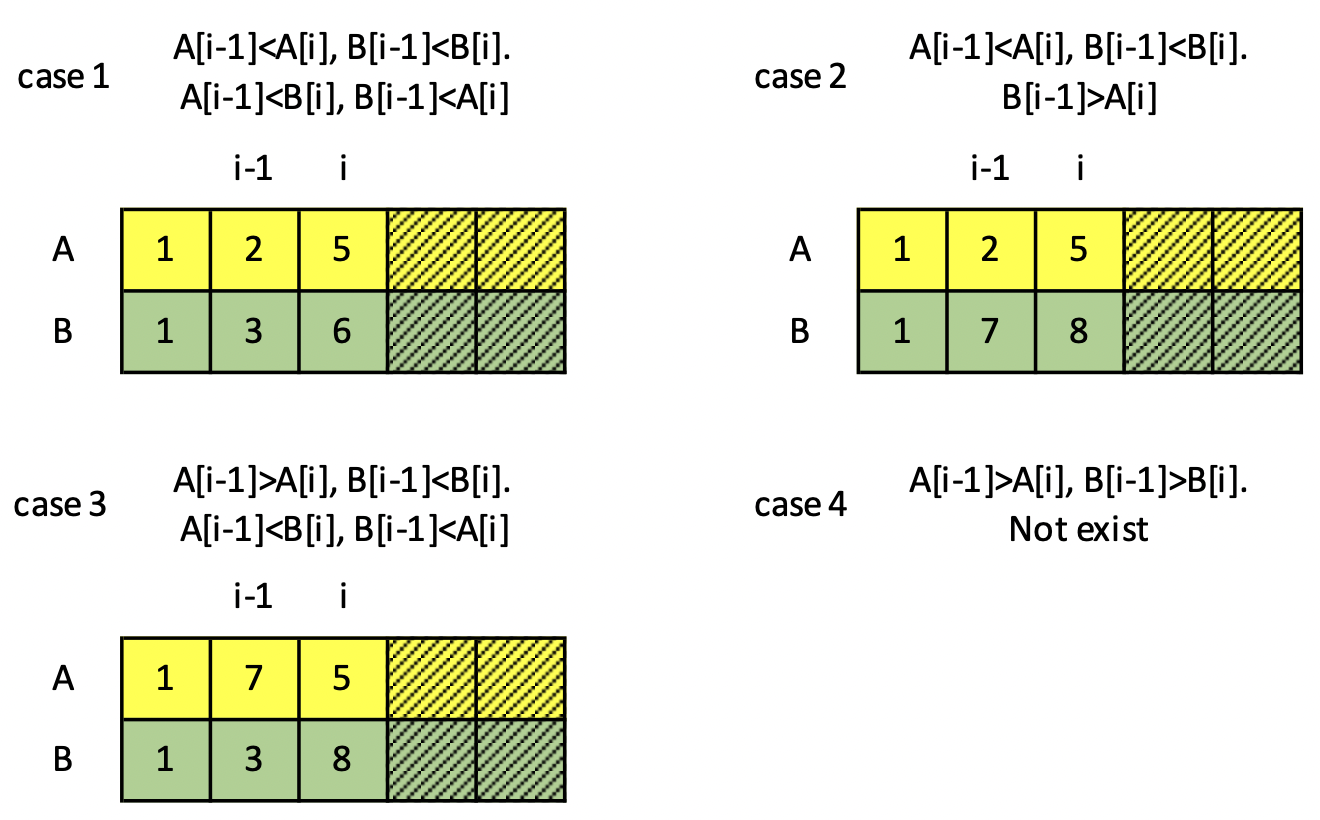 case 1
A[i-1]<A[i], B[i-1]<B[i].
A[i-1]<B[i], B[i-1]<A[i]
i-1 i
A 1 2 5
B 1 3 6
case 2
A[i-1]<A[i], B[i-1]<B[i].
B[i-1]>A[i]
i-1 i
A 1 2 5
B 1 7 8
case 3
A[i-1]>A[i], B[i-1]<B[i].
A[i-1]<B[i], B[i-1]<A[i]
i-1 i
A 1 7 5
B 1 3 8
case 4
A[i-1]>A[i], B[i-1]>B[i].
Not exist